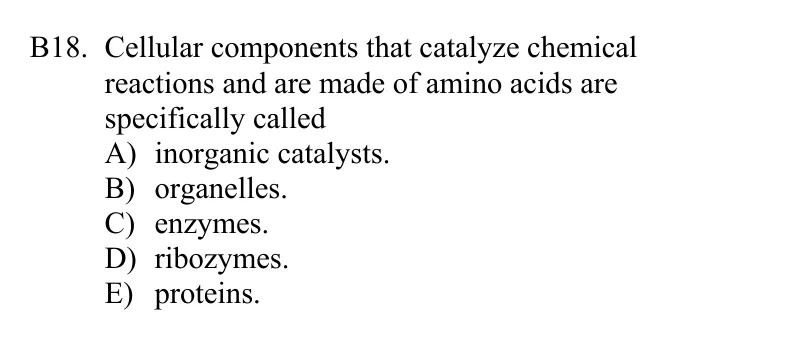 B18. Cellular components that catalyze chemical
reactions and are made of amino acids are
specifically called
A) inorganic catalysts.
B) organelles.
C) enzymes.
D) ribozymes.
E) proteins.